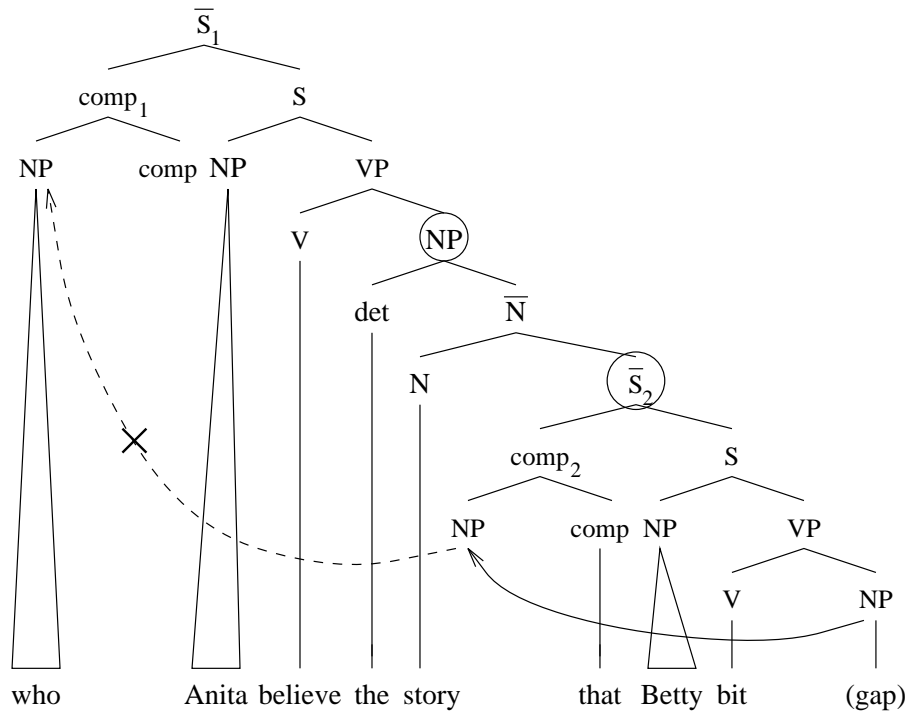 S̅₁
comp₁ S
NP comp NP VP
V NP
det N̅
N S̅₂
comp₂ S
NP comp NP VP
V NP
who Anita believe the story that Betty bit (gap)